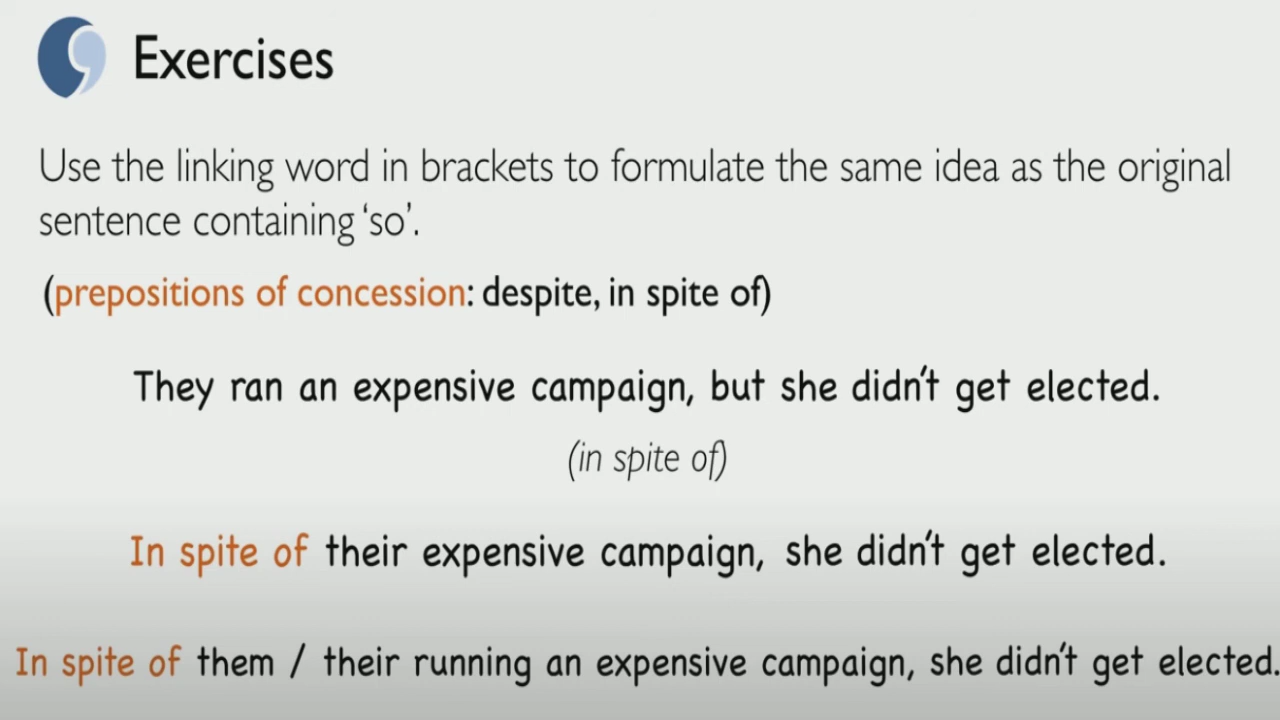 Exercises
Use the linking word in brackets to formulate the same idea as the original
sentence containing ‘so’.
(prepositions of concession: despite, in spite of)
They ran an expensive campaign, but she didn’t get elected.
(in spite of)
In spite of their expensive campaign, she didn’t get elected.
In spite of them / their running an expensive campaign, she didn’t get elected.